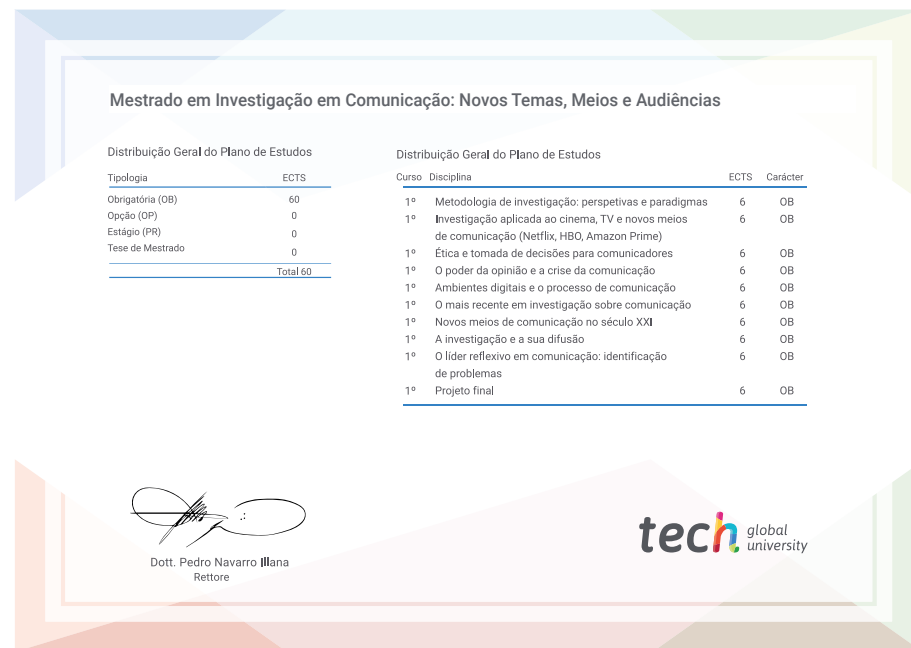 Mestrado em Investigação em Comunicação: Novos Temas, Meios e Audiências
Distribuição Geral do Plano de Estudos
Tipologia ECTS
Obrigatória (OB) 60
Opção (OP) 0
Estágio (PR) 0
Tese de Mestrado 0
Total 60
Distribuição Geral do Plano de Estudos
Curso Disciplina ECTS Carácter
1º Metodologia de investigação: perspetivas e paradigmas 6 OB
1º Investigação aplicada ao cinema, TV e novos meios 6 OB
de comunicação (Netflix, HBO, Amazon Prime)
1º Ética e tomada de decisões para comunicadores 6 OB
1º O poder da opinião e a crise da comunicação 6 OB
1º Ambientes digitais e o processo de comunicação 6 OB
1º O mais recente em investigação sobre comunicação 6 OB
1º Novos meios de comunicação no século XXI 6 OB
1º A investigação e a sua difusão 6 OB
1º O líder reflexivo em comunicação: identificação 6 OB
de problemas
1º Projeto final 6 OB
Dott. Pedro Navarro Illana
Rettore
tech global
university